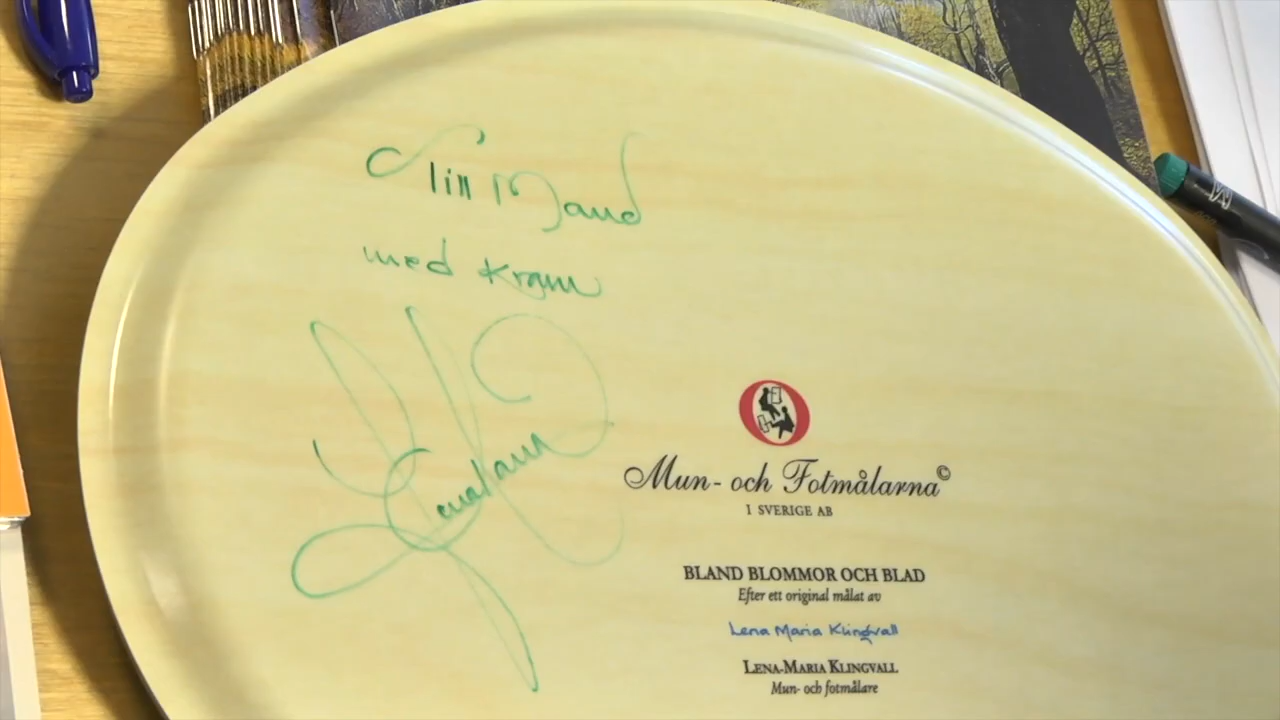 Till Maud
med Kram
Mun- och Fotmålarna©
I SVERIGE AB
BLAND BLOMMOR OCH BLAD
Efter ett original målat av
Lena Maria Klingvall
LENA-MARIA KLINGVALL
Mun- och fotmålare